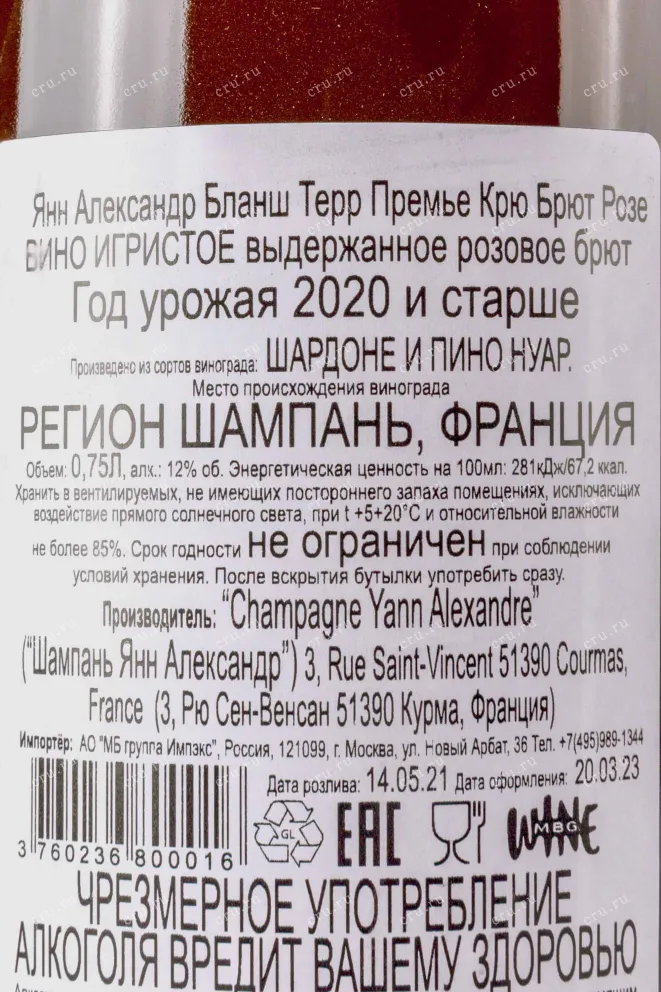 Янн Александр Бланш Терр Премье Крю Брют Розе
ВИНО ИГРИСТОЕ выдержанное розовое брют
Год урожая 2020 и старше
Произведено из сортов винограда: ШАРДОНЕ И ПИНО НУАР.
Место происхождения винограда
РЕГИОН ШАМПАНЬ, ФРАНЦИЯ
Объем: 0,75Л, алк.: 12% об. Энергетическая ценность на 100мл: 281кДж/67,2 ккал.
Хранить в вентилируемых, не имеющих постороннего запаха помещениях, исключающих
воздействие прямого солнечного света, при t +5+20°С и относительной влажности
не более 85%. Срок годности не ограничен при соблюдении
условий хранения. После вскрытия бутылки употребить сразу.
Производитель: "Champagne Yann Alexandre"
("Шампань Янн Александр") 3, Rue Saint-Vincent 51390 Courmas,
France (3, Рю Сен-Венсан 51390 Курма, Франция)
Импортёр: АО "МБ группа Импэкс", Россия, 121099, г. Москва, ул. Новый Арбат, 36 Тел. +7(495)989-1344
Дата розлива: 14.05.21 Дата оформления: 20.03.23
3 760236 800016
GL
EAC
WINE
MBG
ЧРЕЗМЕРНОЕ УПОТРЕБЛЕНИЕ
АЛКОГОЛЯ ВРЕДИТ ВАШЕМУ ЗДОРОВЬЮ
cru.ru